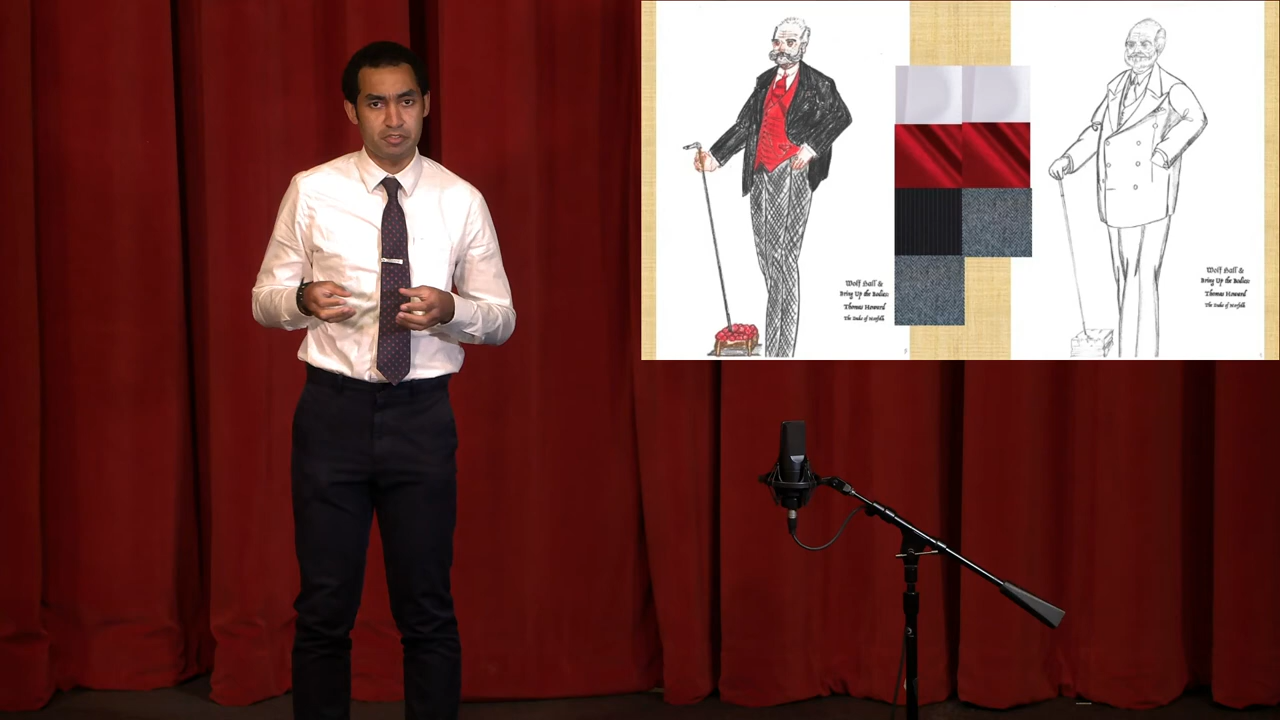 Wolf Hall &
Bring Up the Bodies
Thomas Howard
The Duke of Norfolk
Wolf Hall &
Bring Up the Bodies
Thomas Howard
The Duke of Norfolk